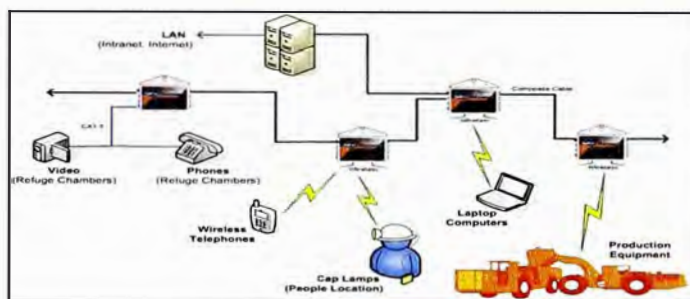 LAN
(Intranet, Internet)
Composite Cable
CAT 5
Video
(Refuge Chambers)
Phones
(Refuge Chambers)
Wireless
Telephones
Cap Lamps
(People Location)
Laptop
Computers
Production
Equipment